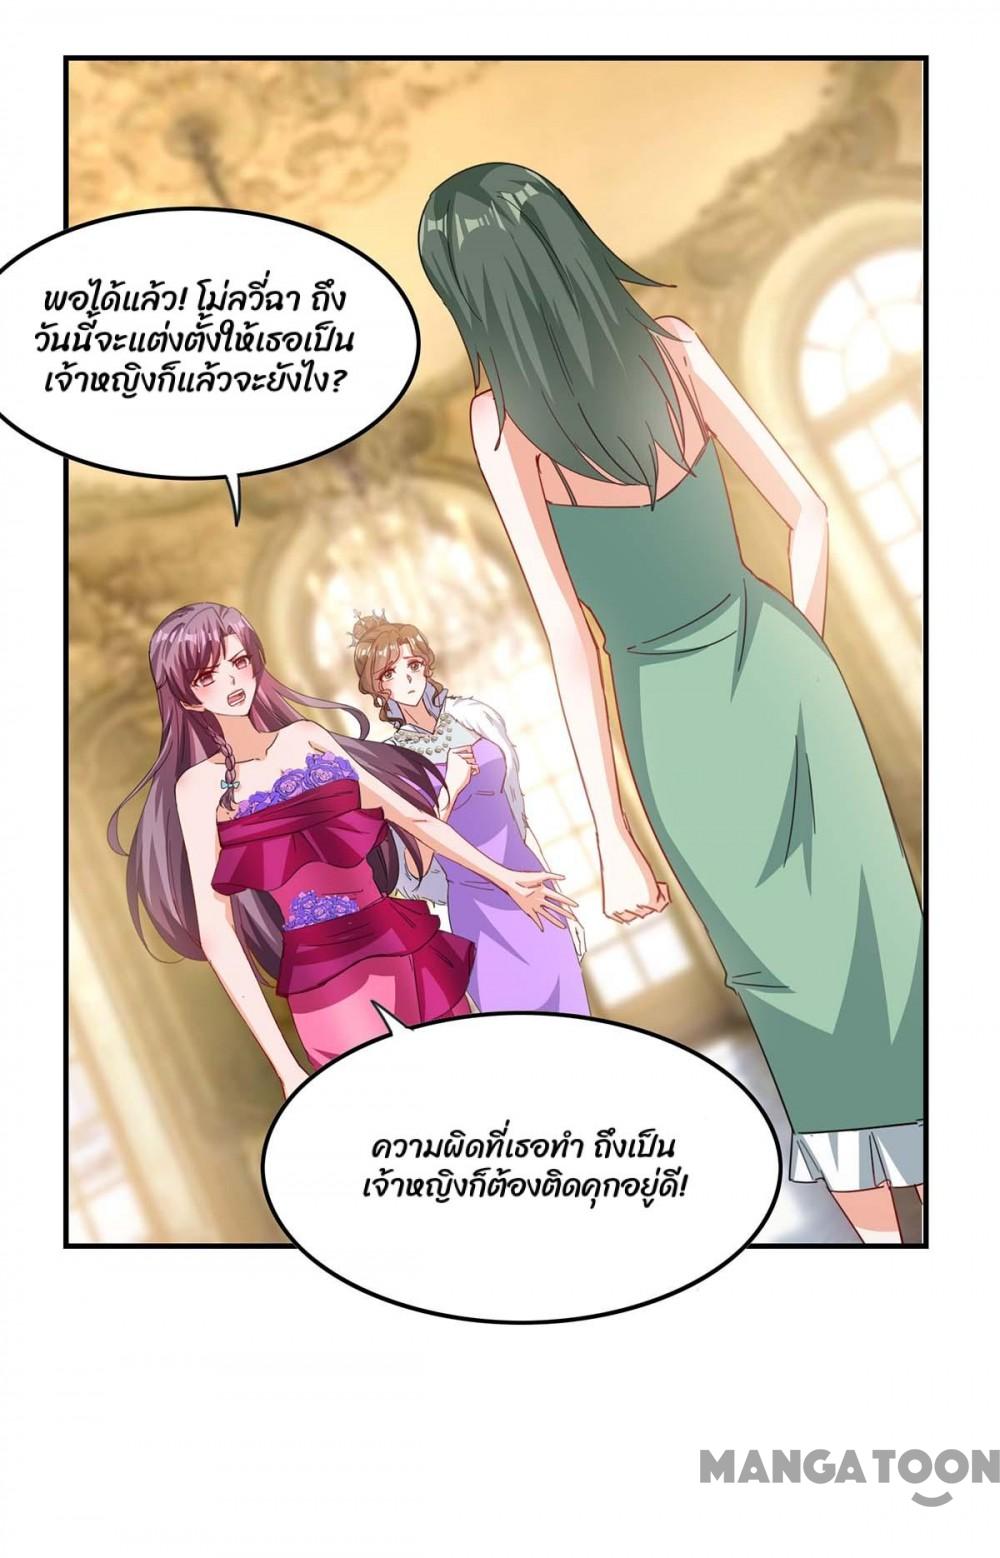 พอได้แล้ว! โม่ลวี่ฉา ถึง
วันนี้จะแต่งตั้งให้เธอเป็น
เจ้าหญิงก็แล้วจะยังไง?
ความผิดที่เธอทำ ถึงเป็น
เจ้าหญิงก็ต้องติดคุกอยู่ดี!
MANGATOON